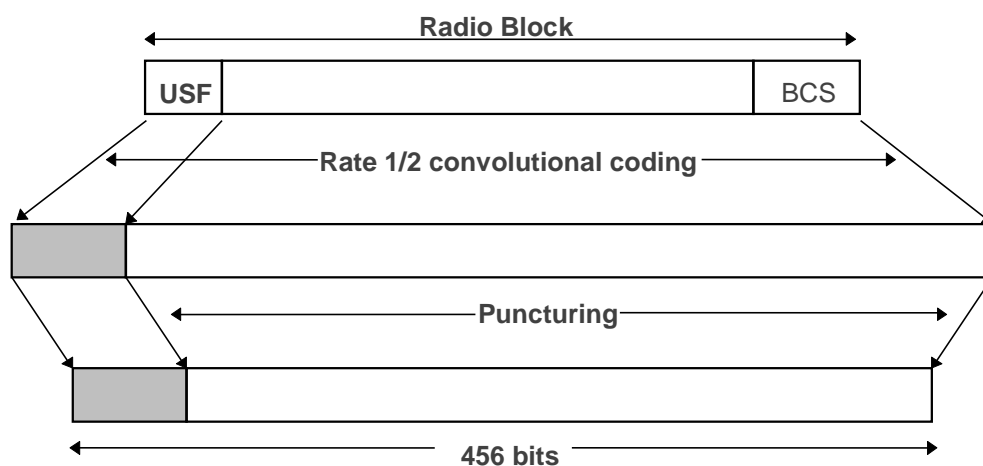 Radio Block
USF
BCS
Rate 1/2 convolutional coding
Puncturing
456 bits